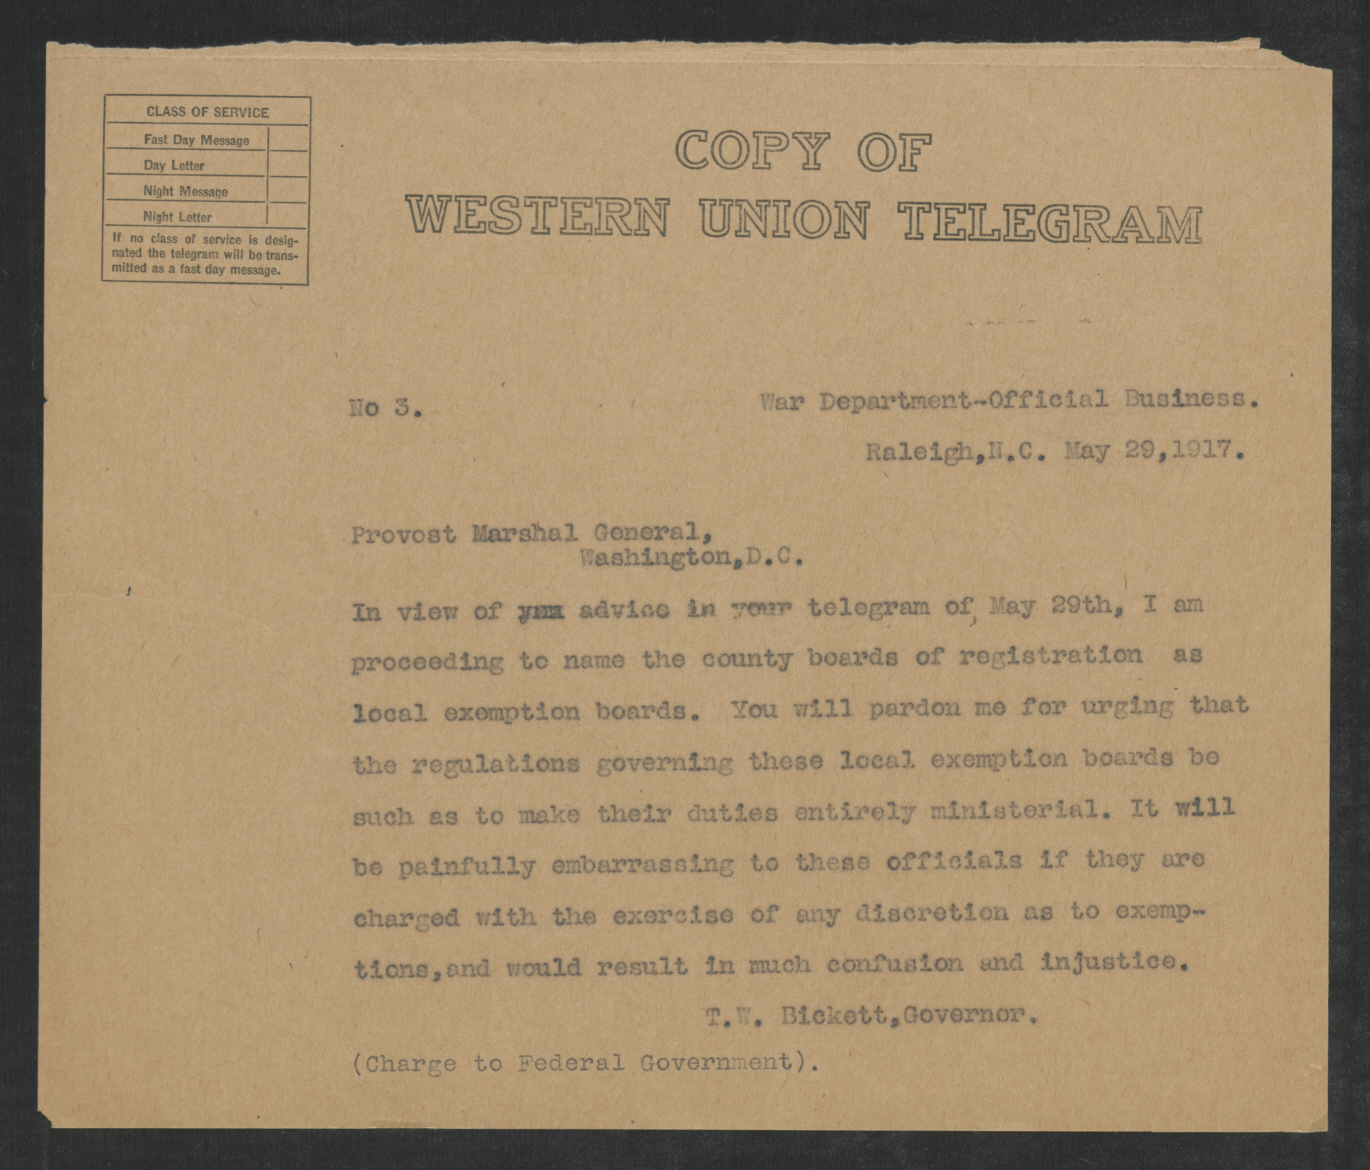 CLASS OF SERVICE
Fast Day Message
Day Letter
Night Message
Night Letter
If no class of service is desig-
nated the telegram will be trans-
mitted as a fast day message.
COPY OF
WESTERN UNION TELEGRAM
No 3.
War Department-Official Business.
Raleigh,N.C. May 29,1917.
Provost Marshal General,
Washington,D.C.
In view of advice in your telegram of May 29th, I am
proceeding to name the county boards of registration as
local exemption boards. You will pardon me for urging that
the regulations governing these local exemption boards be
such as to make their duties entirely ministerial. It will
be painfully embarrassing to these officials if they are
charged with the exercise of any discretion as to exemp-
tions,and would result in much confusion and injustice.
T.W. Bickett,Governor.
(Charge to Federal Government).